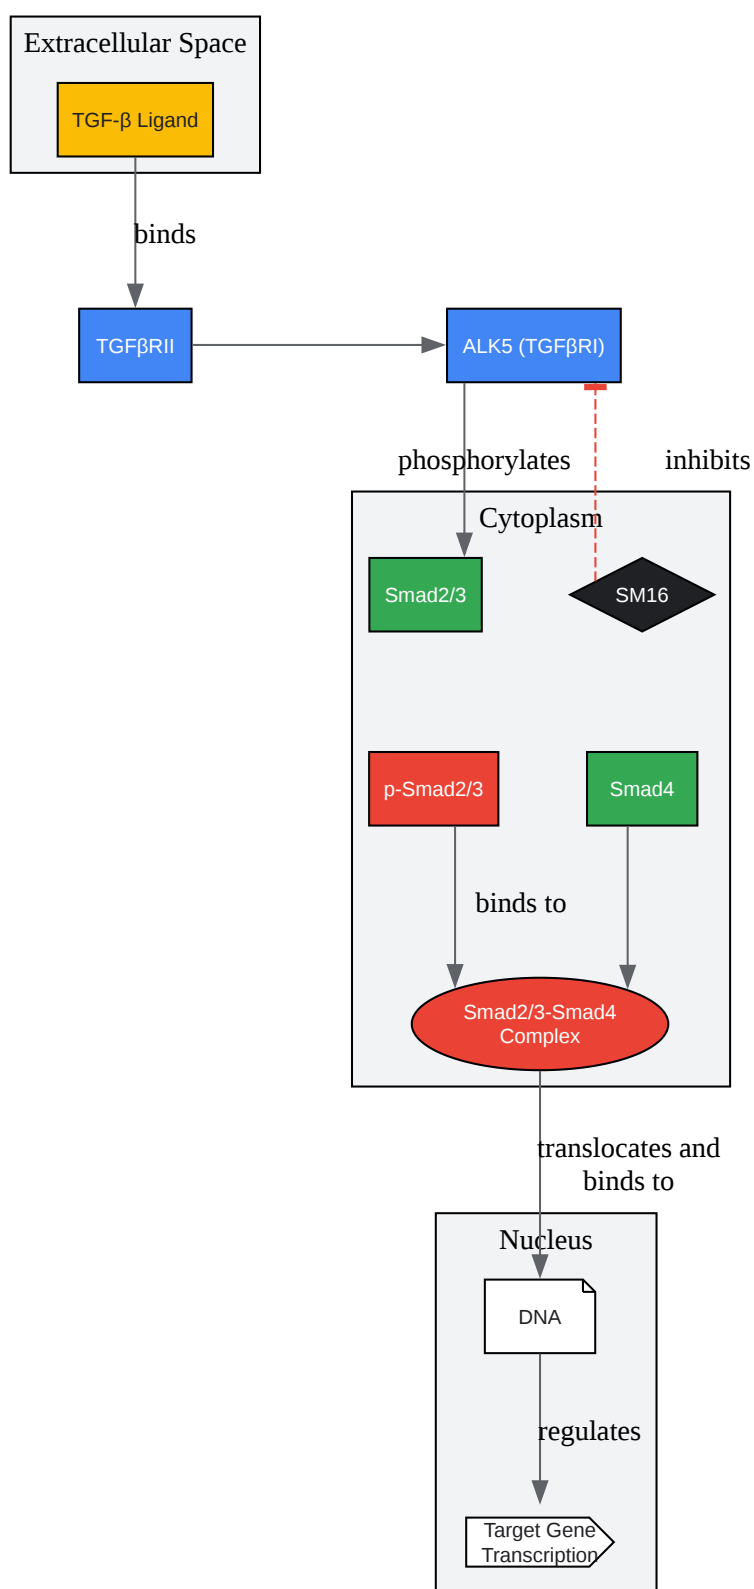 Extracellular Space
TGF-β Ligand
binds
TGFβRII
ALK5 (TGFβRI)
phosphorylates
inhibits
Cytoplasm
Smad2/3
SM16
p-Smad2/3
Smad4
binds to
Smad2/3-Smad4
Complex
translocates and
binds to
Nucleus
DNA
regulates
Target Gene
Transcription